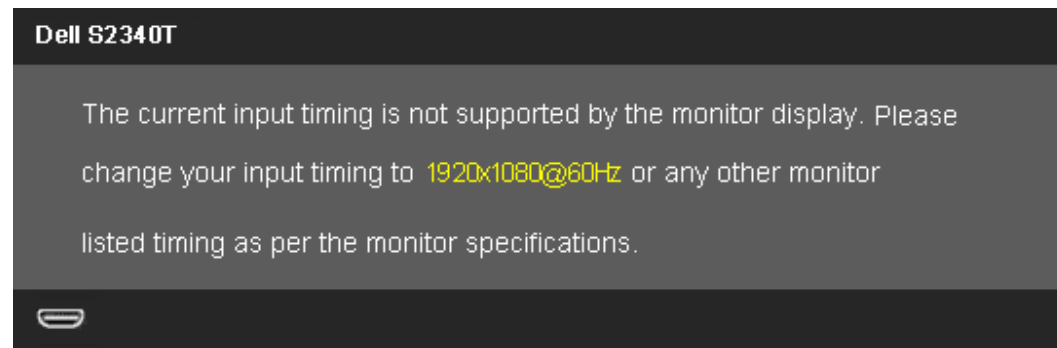 Dell S2340T
The current input timing is not supported by the monitor display. Please
change your input timing to 1920x1080@60Hz or any other monitor
listed timing as per the monitor specifications.